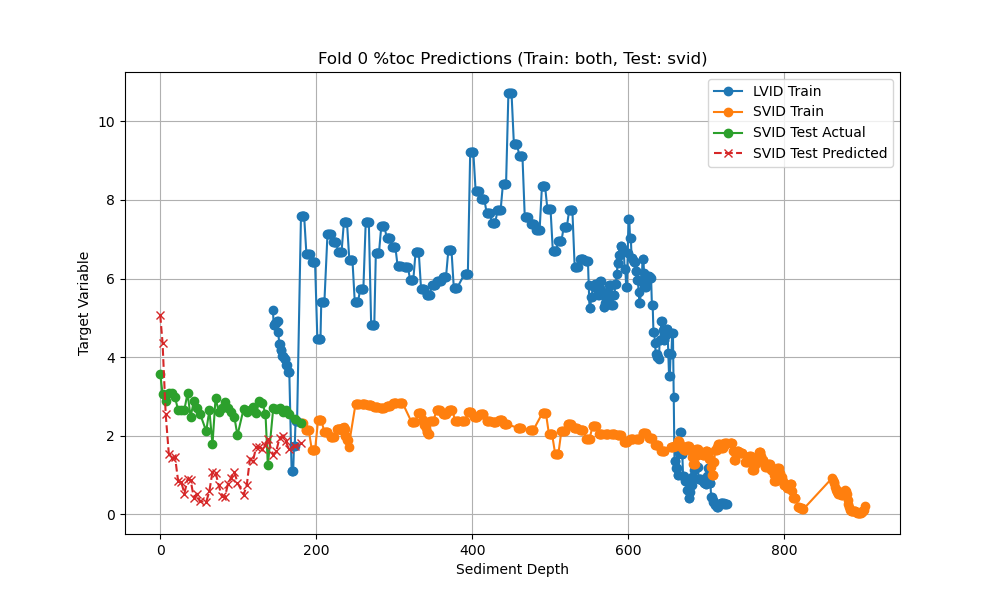 Fold 0 %toc Predictions (Train: both, Test: svid)
LVID Train
SVID Train
SVID Test Actual
SVID Test Predicted
Target Variable
10
8
6
4
2
0
0 200 400 600 800
Sediment Depth